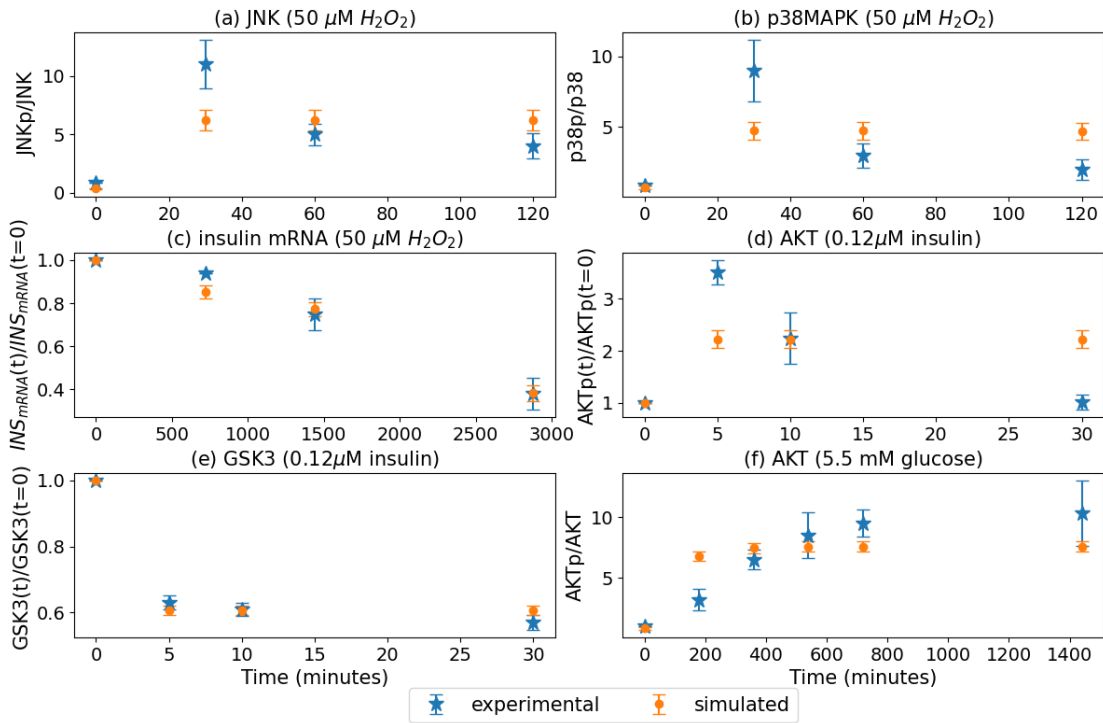 (a) JNK (50 μM H₂O₂)
JNKp/JNK
10
5
0
0 20 40 60 80 100 120
(b) p38MAPK (50 μM H₂O₂)
p38p/p38
10
5
0 20 40 60 80 100 120
(c) insulin mRNA (50 μM H₂O₂)
INS_mRNA(t)/INS_mRNA(t=0)
1.0
0.8
0.6
0.4
0 500 1000 1500 2000 2500 3000
(d) AKT (0.12μM insulin)
AKTp(t)/AKTp(t=0)
3
2
1
0 5 10 15 20 25 30
(e) GSK3 (0.12μM insulin)
GSK3(t)/GSK3(t=0)
1.0
0.8
0.6
0 5 10 15 20 25 30
Time (minutes)
(f) AKT (5.5 mM glucose)
AKTp/AKT
10
5
0 200 400 600 800 1000 1200 1400
Time (minutes)
experimental
simulated